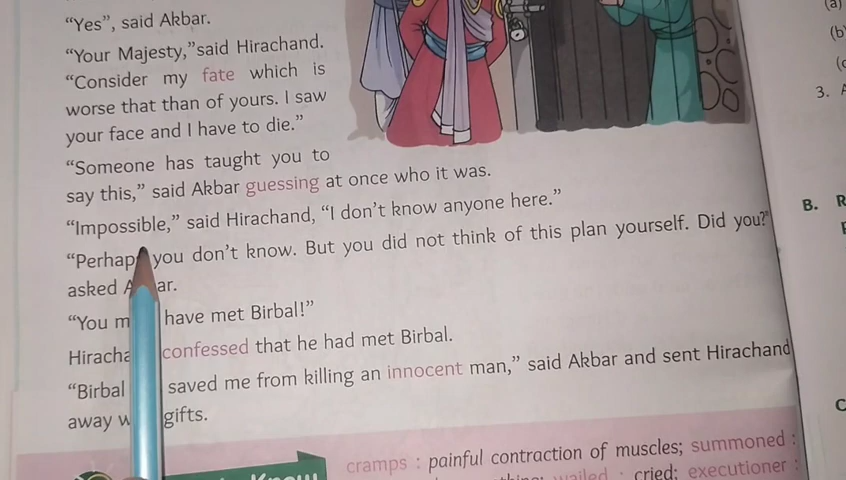 “Yes”, said Akbar.
“Your Majesty,”said Hirachand.
“Consider my fate which is
worse that than of yours. I saw
your face and I have to die.”
“Someone has taught you to
say this,” said Akbar guessing at once who it was.
“Impossible,” said Hirachand, “I don’t know anyone here.”
you don’t know. But you did not think of this plan yourself. Did you?”
asked
“You have met Birbal!”
confessed that he had met Birbal.
“Birbal saved me from killing an innocent man,” said Akbar and sent Hirachand
away gifts.
cramps : painful contraction of muscles; summoned :
wailed : cried; executioner :
(a)
(b
3.
B.
C